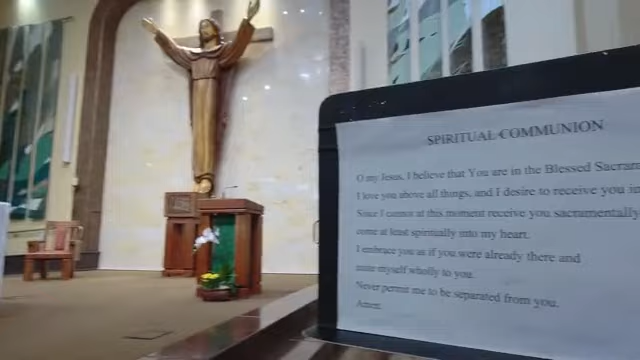 SPIRITUAL COMMUNION
O my Jesus, I believe that You are in the Blessed Sacram
I love you above all things, and I desire to receive you
Since I cannot at this moment receive you sacramentally
come at least spiritually into my heart.
I embrace you as if you were already there and
unite myself wholly to you.
Never permit me to be separated from you.
Amen.